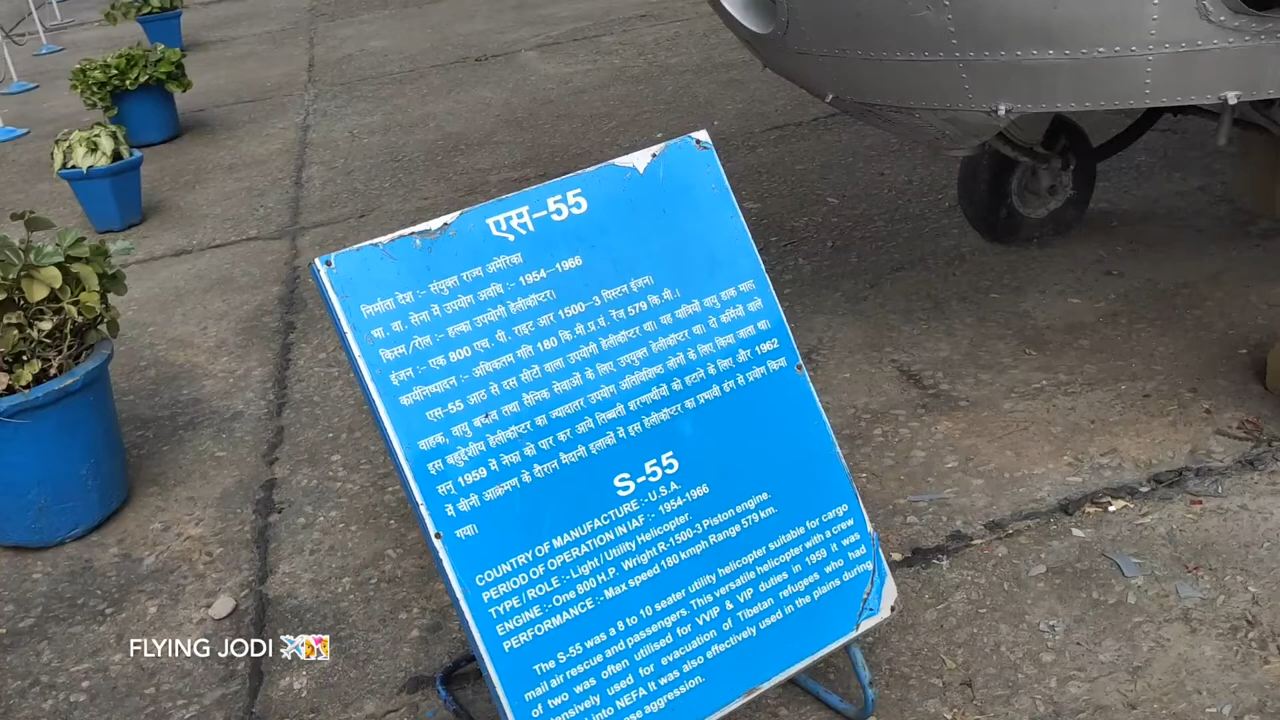 एस-55
निर्माता देश :- संयुक्त राज्य अमेरिका
भा. वा. सेना में उपयोग अवधि :- 1954–1966
किस्म/रोल :- हल्का उपयोगी हेलीकॉप्टर।
इंजन :- एक 800 एच. पी. राइट आर 1500–3 पिस्टन इंजन।
कार्यनिष्पादन :- अधिकतम गति 180 कि.मी.प्र.घं. रेंज 579 कि.मी.।
एस-55 आठ से दस सीटों वाला उपयोगी हेलीकॉप्टर था। यह यात्रियों वायु डाक माल
वाहक, वायु बचाव तथा सैनिक सेवाओं के लिए उपयुक्त हेलीकॉप्टर था। दो कर्मियों वाले
इस बहुद्देशीय हेलीकॉप्टर का ज्यादातर उपयोग अतिविशिष्ठ लोगों के लिए किया जाता था।
सन् 1959 में नेफा को पार कर आये तिब्बती शरणार्थीयों को हटाने के लिए और 1962
में चीनी आक्रमण के दौरान मैदानी इलाकों में इस हेलीकॉप्टर का प्रभावी ढंग से प्रयोग किया
गया।
S-55
COUNTRY OF MANUFACTURE :- U.S.A.
PERIOD OF OPERATION IN IAF :- 1954-1966
TYPE / ROLE :- Light / Utility Helicopter.
ENGINE :- One 800 H.P. Wright R-1500-3 Piston engine.
PERFORMANCE :- Max speed 180 kmph Range 579 km.
The S-55 was a 8 to 10 seater utility helicopter suitable for cargo
mail air rescue and passengers. This versatile helicopter with a crew
of two was often utilised for VVIP & VIP duties in 1959 it was
tensively used for evacuation of Tibetan refugees who had
into NEFA It was also effectively used in the plains during
aggression.
FLYING JODI